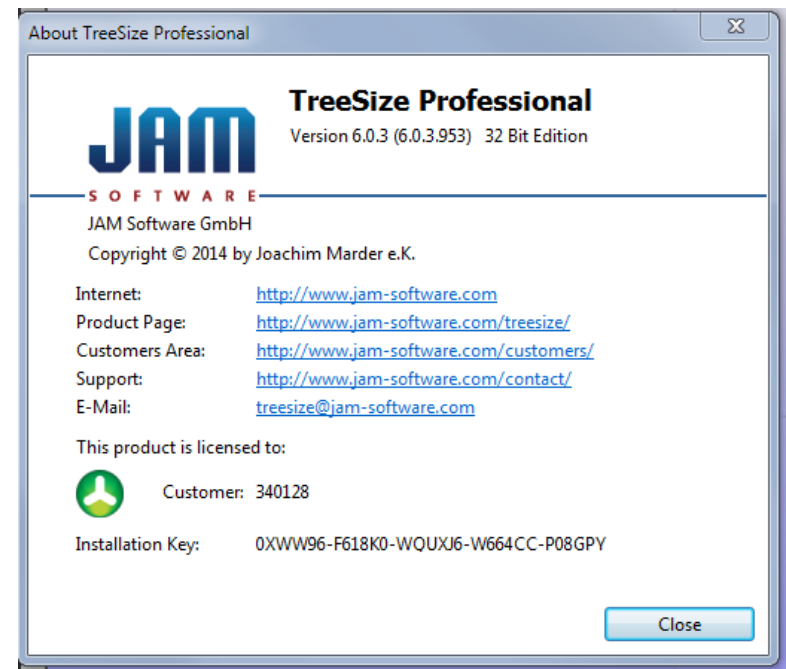 About TreeSize Professional
JAM
SOFTWARE
TreeSize Professional
Version 6.0.3 (6.0.3.953) 32 Bit Edition
JAM Software GmbH
Copyright © 2014 by Joachim Marder e.K.
Internet: http://www.jam-software.com
Product Page: http://www.jam-software.com/treesize/
Customers Area: http://www.jam-software.com/customers/
Support: http://www.jam-software.com/contact/
E-Mail: treesize@jam-software.com
This product is licensed to:
Customer: 340128
Installation Key: 0XWW96-F618K0-WQUXJ6-W664CC-P08GPY
Close